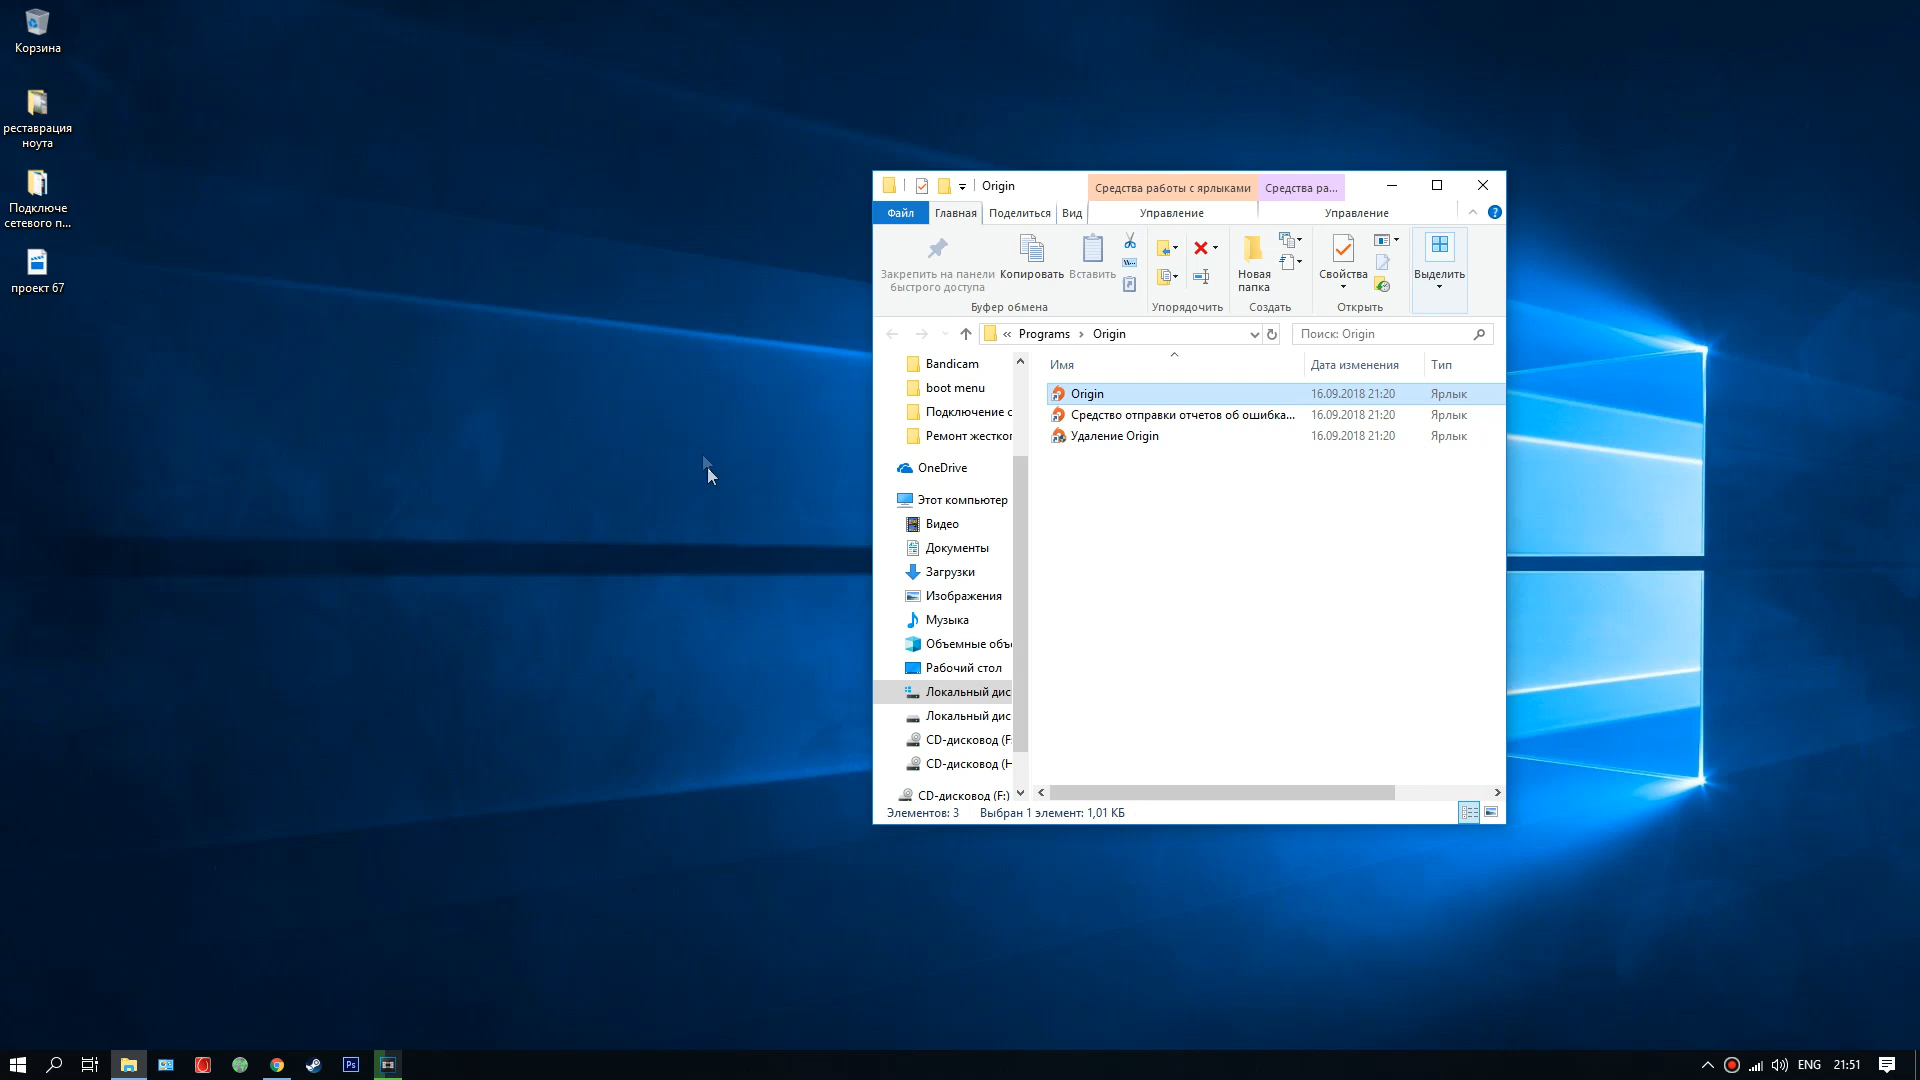 Корзина
реставрация
ноута
Подключе
сетевого п...
проект 67
Origin
Средства работы с ярлыками
Средства ра...
Файл
Главная
Поделиться
Вид
Управление
Управление
Закрепить на панели
быстрого доступа
Копировать
Вставить
Новая
папка
Свойства
Выделить
Буфер обмена
Упорядочить
Создать
Открыть
« Programs › Origin
Поиск: Origin
Bandicam
boot menu
Подключение с
Ремонт жестког
OneDrive
Этот компьютер
Видео
Документы
Загрузки
Изображения
Музыка
Объемные объ
Рабочий стол
Локальный дис
Локальный дис
CD-дисковод (F
CD-дисковод (H
CD-дисковод (F:)
Имя
Дата изменения
Тип
Origin 16.09.2018 21:20 Ярлык
Средство отправки отчетов об ошибка... 16.09.2018 21:20 Ярлык
Удаление Origin 16.09.2018 21:20 Ярлык
Элементов: 3
Выбран 1 элемент: 1,01 КБ
Ps
ENG
21:51